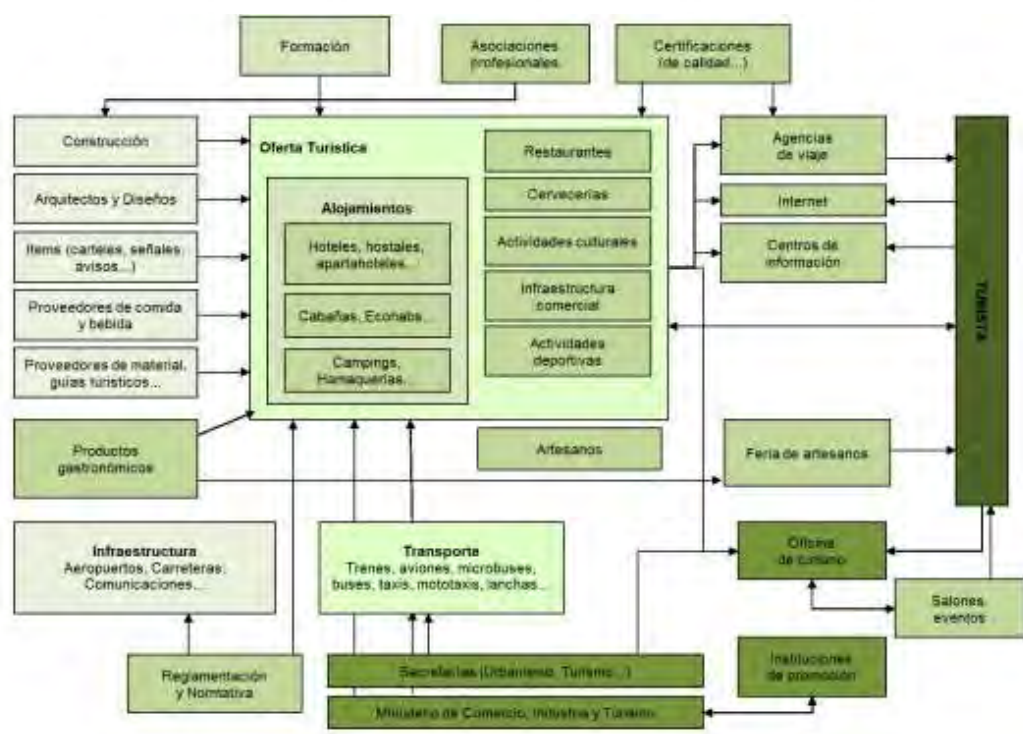 Formación
Asociaciones
profesionales
Certificaciones
(de calidad...)
Construcción
Arquitectos y Diseños
Items (carteles, señales,
avisos...)
Proveedores de comida
y bebida
Proveedores de material,
guías turísticos...
Productos
gastronómicos
Oferta Turística
Alojamientos
Hoteles, hostales,
apartahoteles...
Cabañas, Econabs...
Campings,
Hamaquerías...
Restaurantes
Cervecerías
Actividades culturales
Infraestructura
comercial
Actividades
deportivas
Artesanos
Agencias
de viaje
Internet
Centros de
información
TURISTA
Feria de artesanos
Infraestructura
Aeropuertos, Carreteras,
Comunicaciones...
Transporte
Trenes, aviones, microbuses,
buses, taxis, mototaxis, lanchas...
Oficina
de turismo
Salones,
eventos
Reglamentación
y Normativa
Secretarías (Urbanismo, Turismo...)
Ministerio de Comercio, Industria y Turismo
Instituciones
de promoción